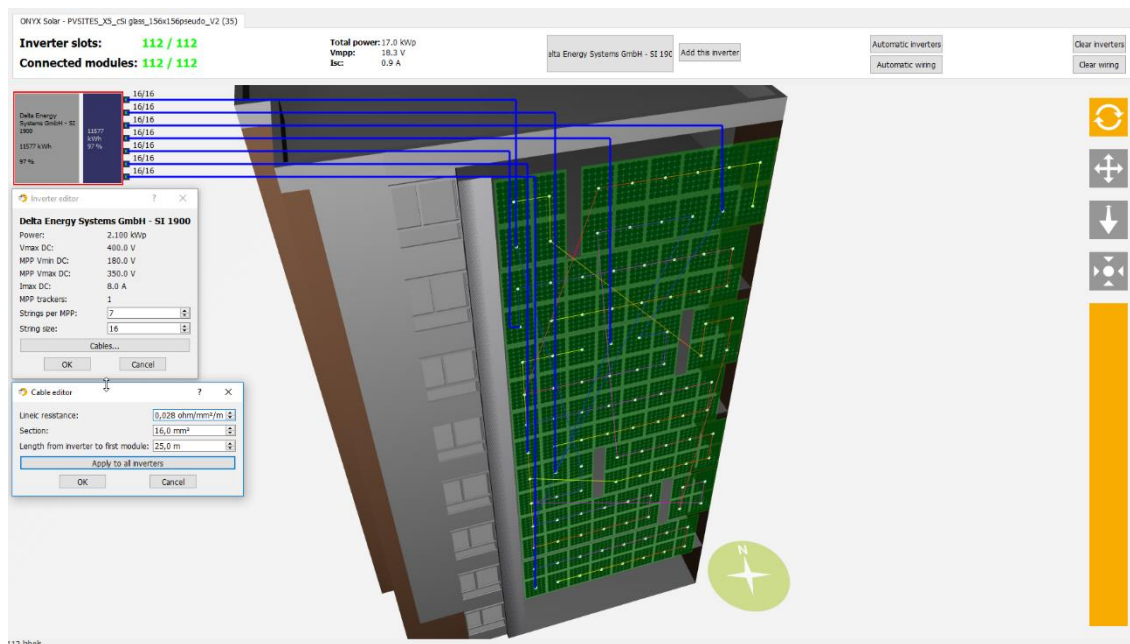 ONYX Solar - PVSITES_XS_cSi glass_156x156pseudo_V2 (35)
Inverter slots: 112 / 112
Connected modules: 112 / 112
Total power: 17.0 kWp
Vmpp: 18.3 V
Isc: 0.9 A
elta Energy Systems GmbH - SI 190
Add this inverter
Automatic inverters
Automatic wiring
Clear inverters
Clear wiring
Delta Energy
Systems GmbH - SI
1900
11577 kWh
97 %
11577
kWh
97 %
16/16
16/16
16/16
16/16
16/16
16/16
16/16
Inverter editor ? ×
Delta Energy Systems GmbH - SI 1900
Power: 2.100 kWp
Vmax DC: 400.0 V
MPP Vmin DC: 180.0 V
MPP Vmax DC: 350.0 V
Imax DC: 8.0 A
MPP trackers: 1
Strings per MPP: 7
String size: 16
Cables...
OK Cancel
Cable editor ? ×
Lineic resstance: 0,028 ohm/mm²/m
Section: 16,0 mm²
Length from inverter to first module: 25,0 m
Apply to all inverters
OK Cancel
N